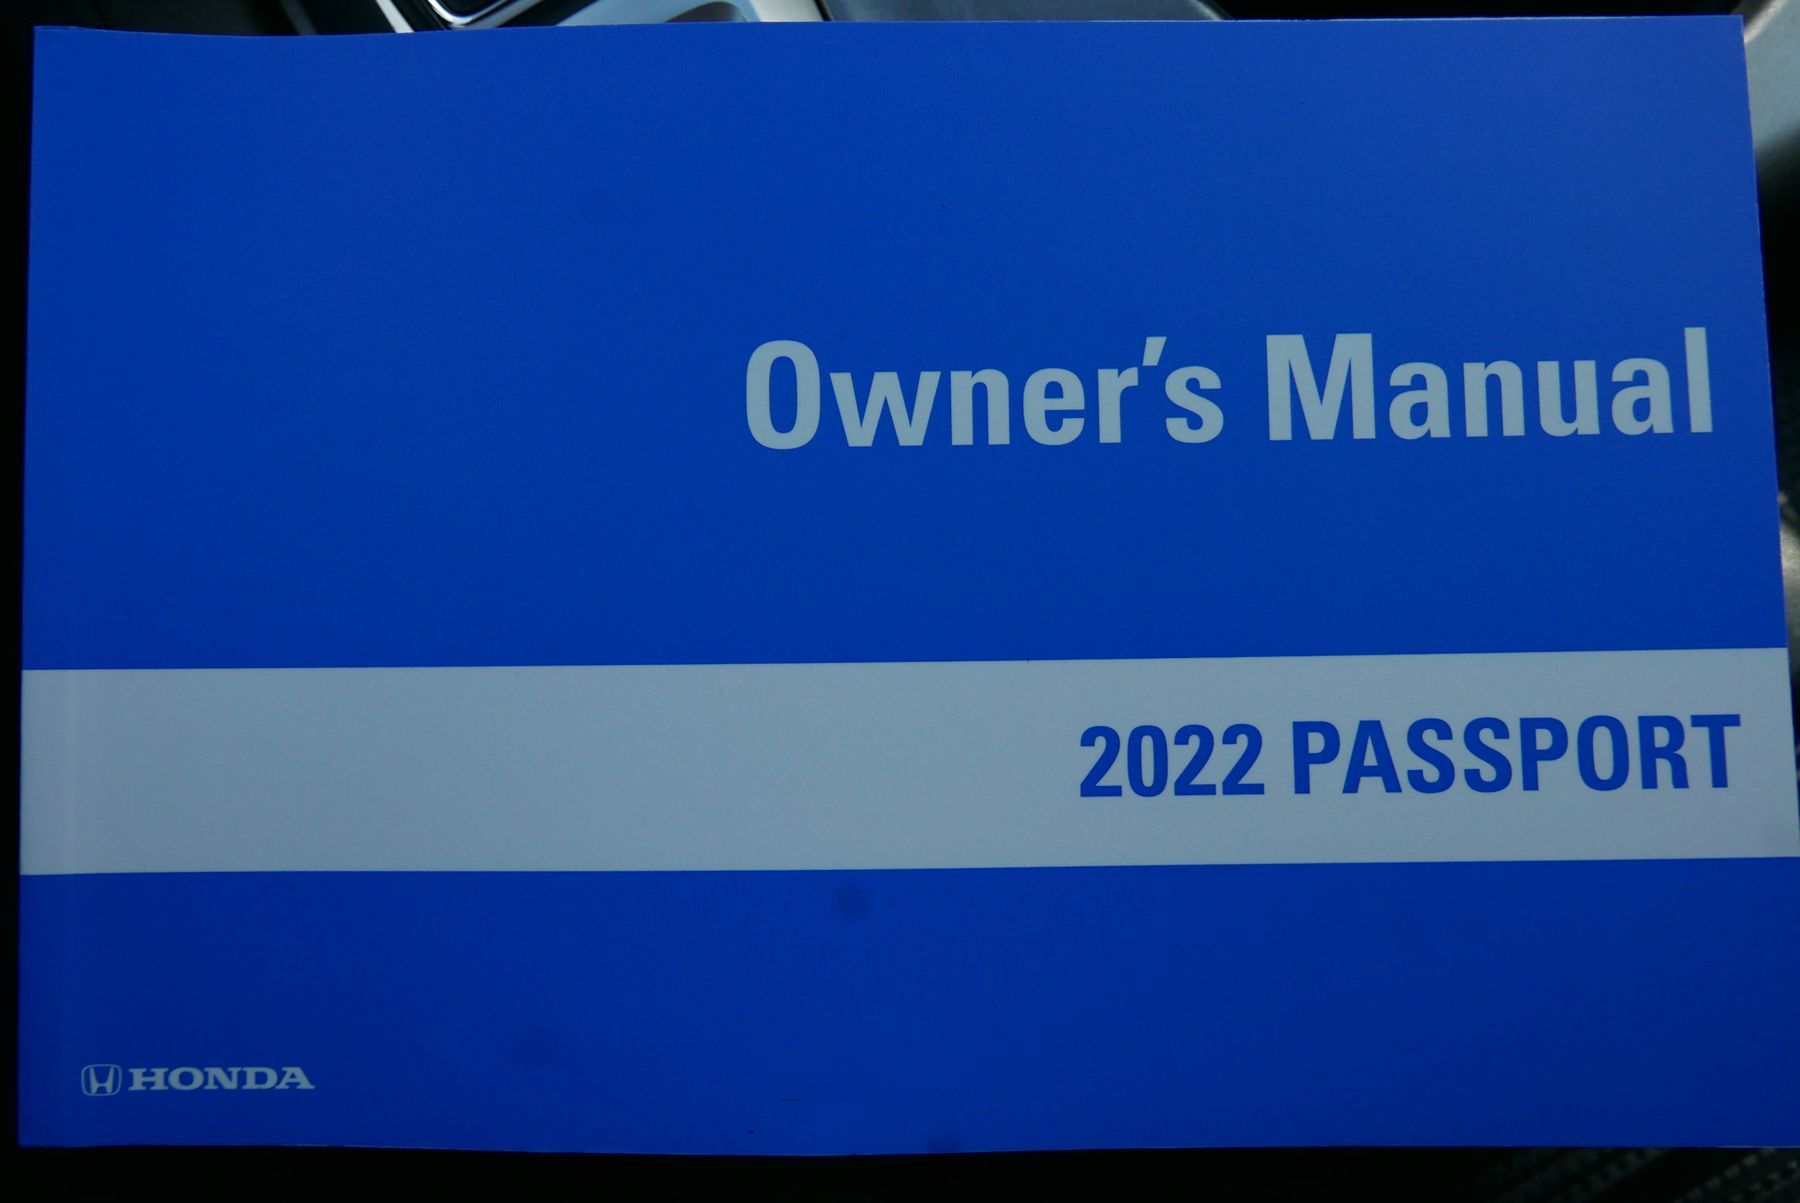 Owner's Manual
2022 PASSPORT
HONDA